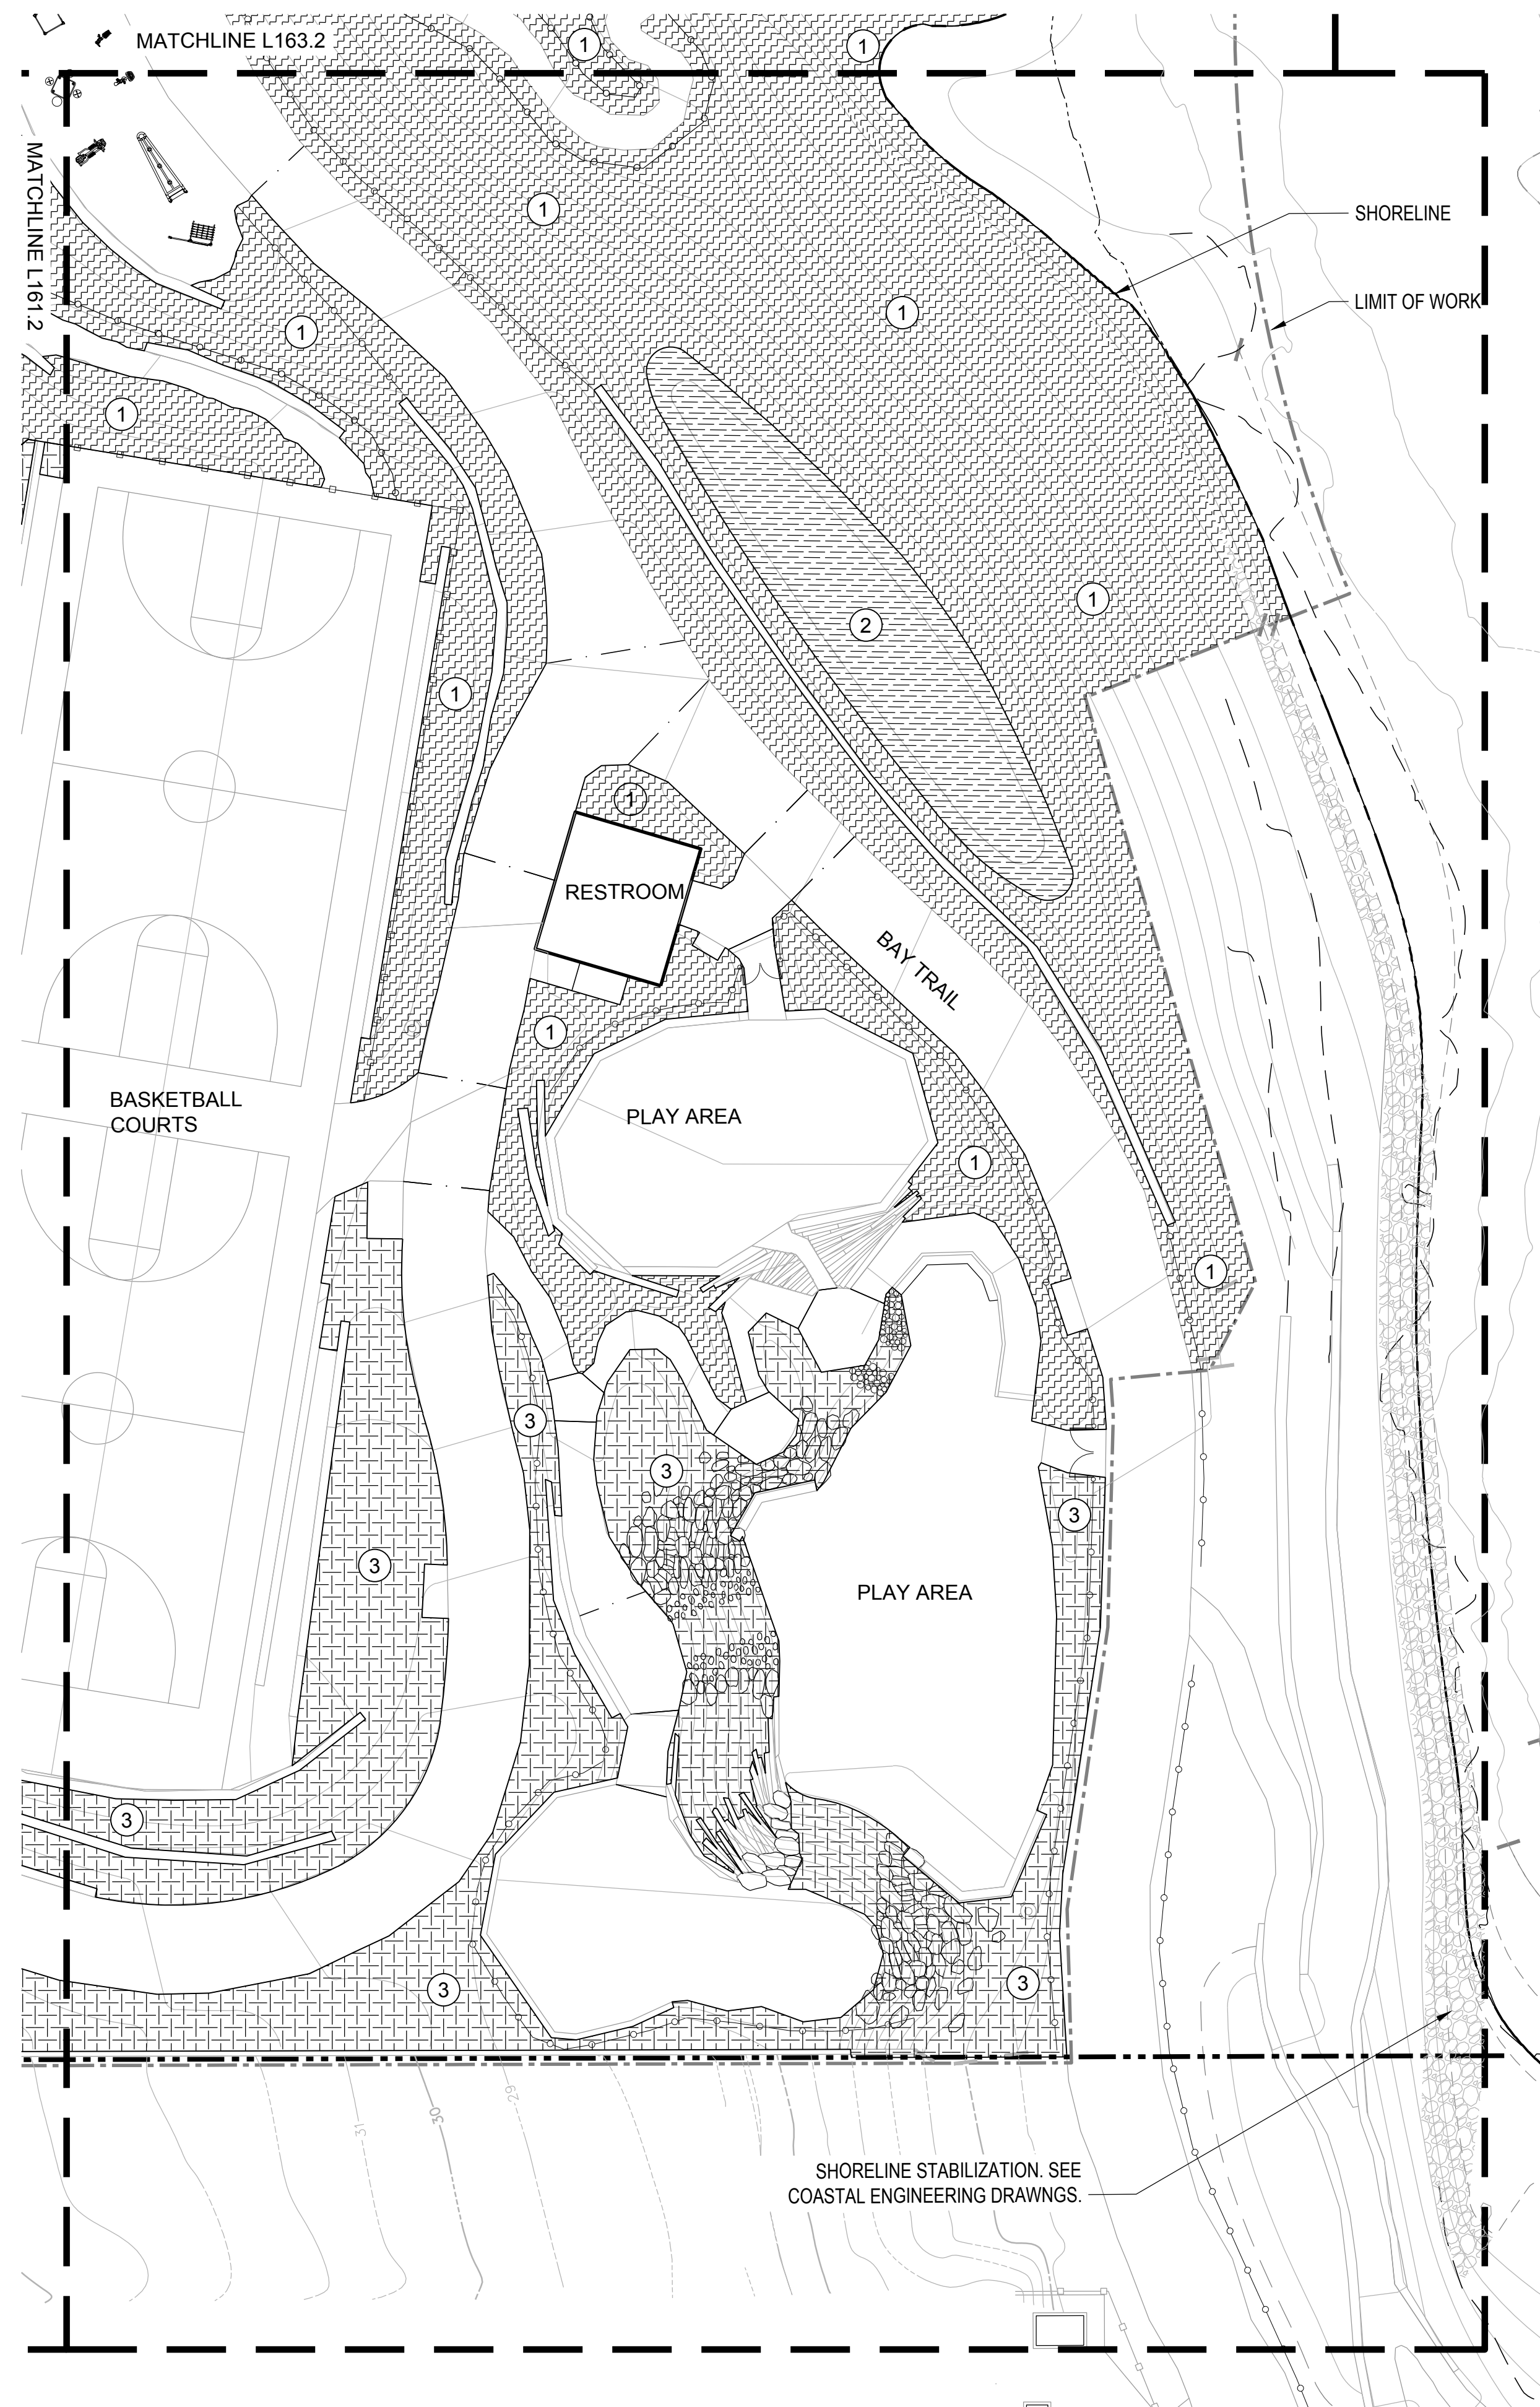 MATCHLINE L163.2
1
1
MATCHLINE L161.2
1
SHORELINE
LIMIT OF WORK
1
1
1
1
2
1
1
RESTROOM
BAY TRAIL
1
BASKETBALL
COURTS
PLAY AREA
1
1
3
3
3
3
PLAY AREA
3
3
3
31
30
29
SHORELINE STABILIZATION. SEE
COASTAL ENGINEERING DRAWNGS.